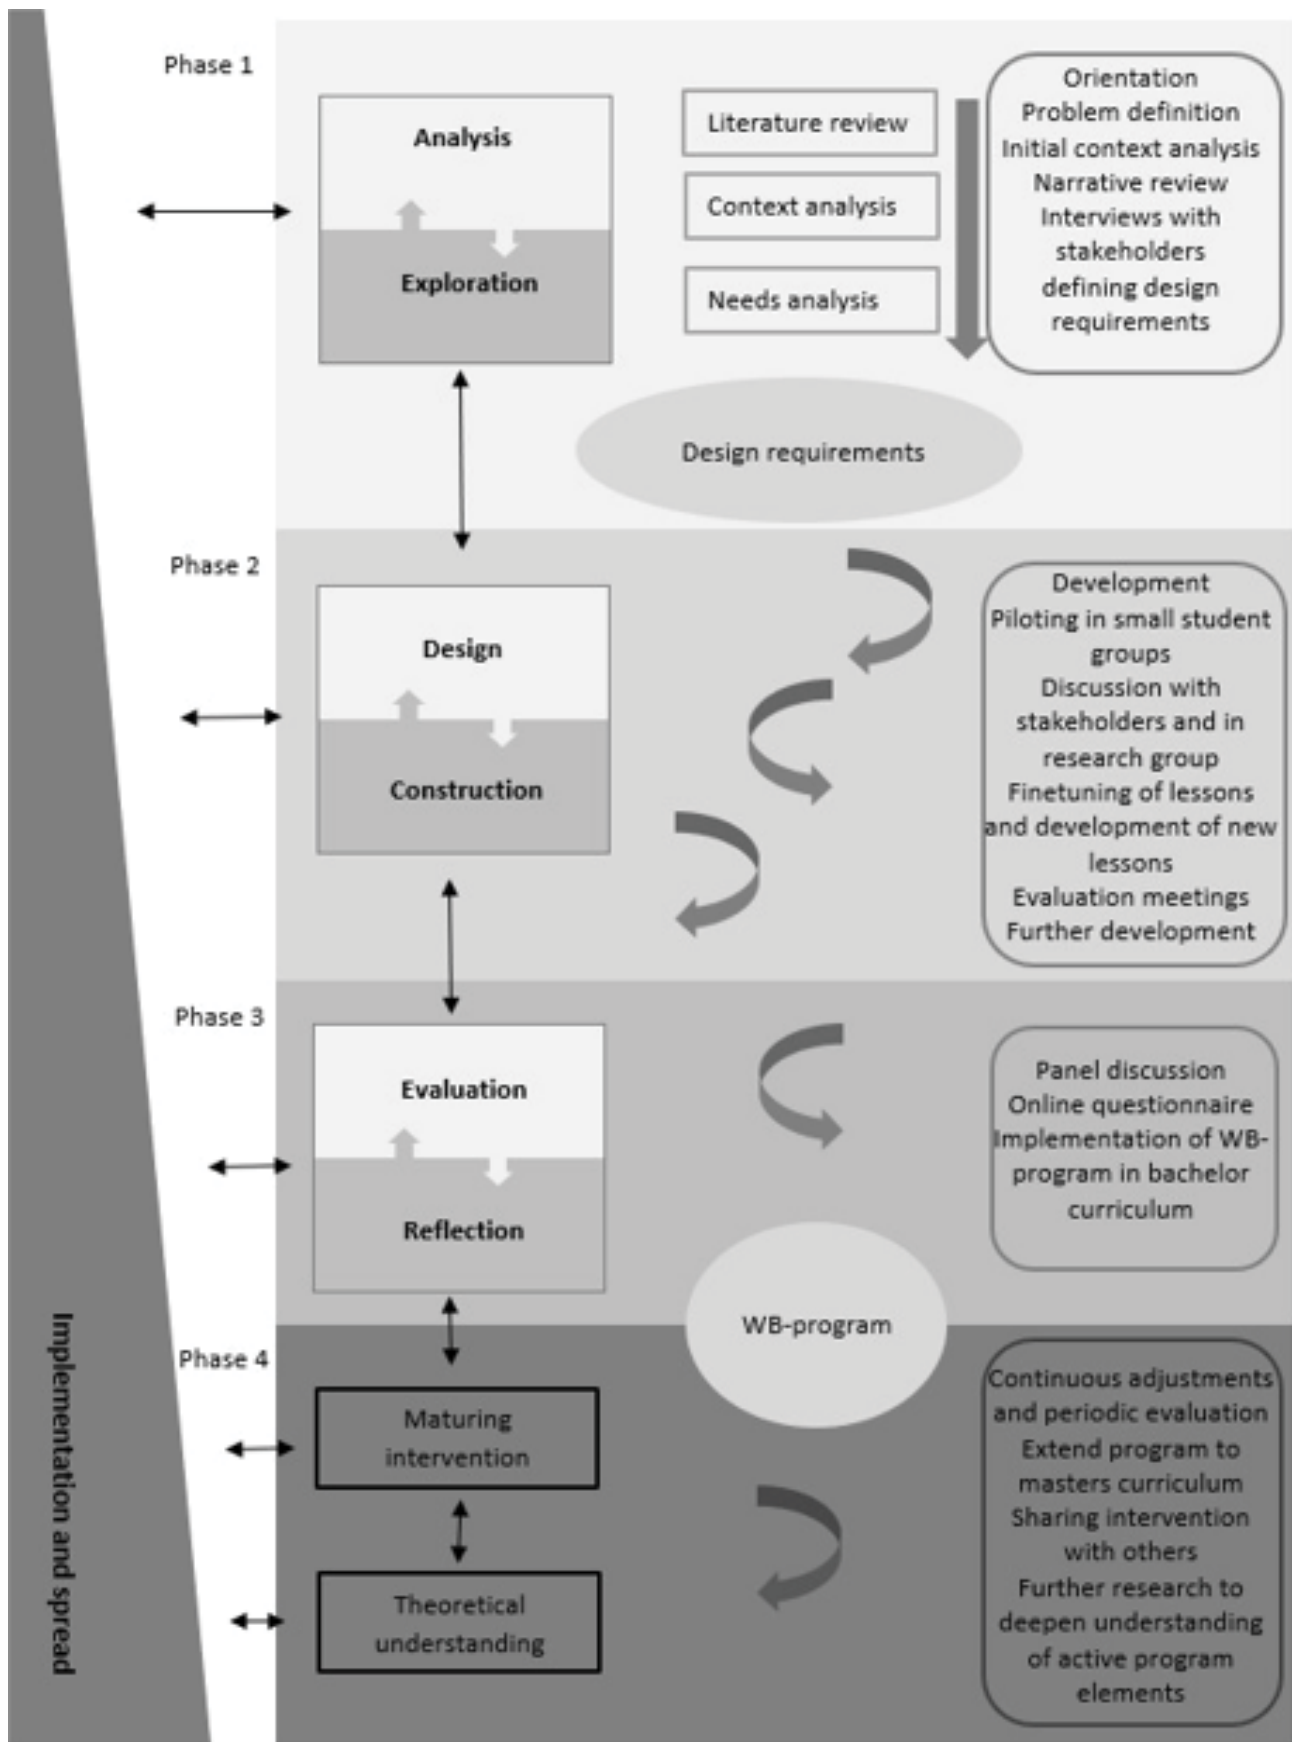 Phase 1
Analysis
Exploration
Literature review
Context analysis
Needs analysis
Orientation
Problem definition
Initial context analysis
Narrative review
Interviews with
stakeholders
defining design
requirements
Design requirements
Phase 2
Design
Construction
Development
Piloting in small student
groups
Discussion with
stakeholders and in
research group
Finetuning of lessons
and development of new
lessons
Evaluation meetings
Further development
Phase 3
Evaluation
Reflection
Panel discussion
Online questionnaire
Implementation of WB-
program in bachelor
curriculum
WB-program
Phase 4
Maturing
intervention
Theoretical
understanding
Continuous adjustments
and periodic evaluation
Extend program to
masters curriculum
Sharing intervention
with others
Further research to
deepen understanding
of active program
elements
Implementation and spread